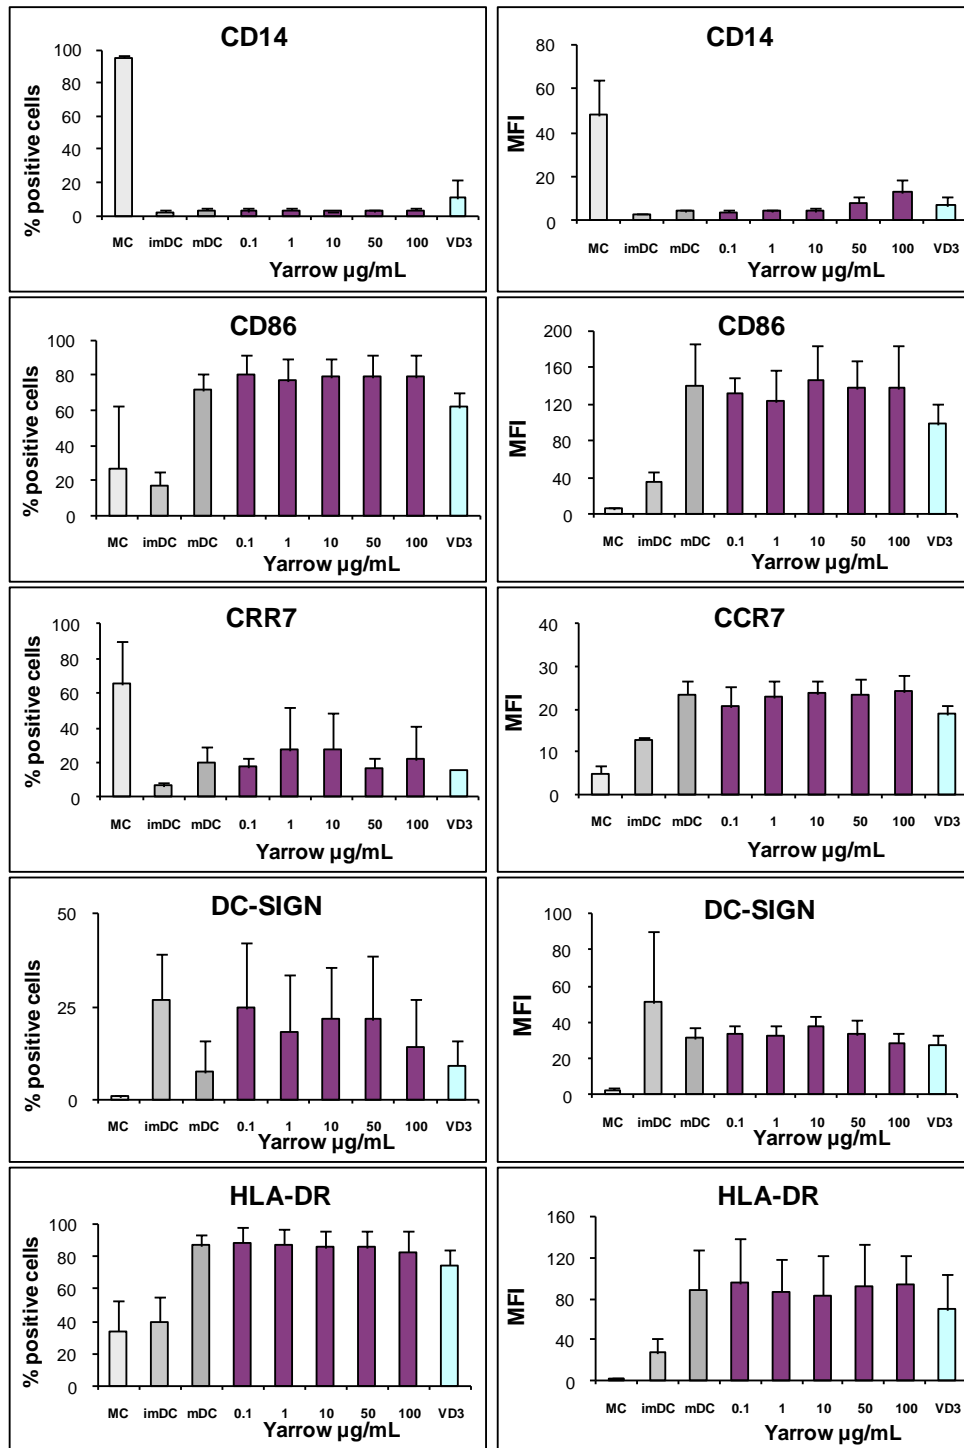 CD14
% positive cells
100
80
60
40
20
0
MC imDC mDC 0.1 1 10 50 100 VD3
Yarrow µg/mL
CD14
MFI
80
60
40
20
0
MC imDC mDC 0.1 1 10 50 100 VD3
Yarrow µg/mL
CD86
% positive cells
100
80
60
40
20
0
MC imDC mDC 0.1 1 10 50 100 VD3
Yarrow µg/mL
CD86
MFI
200
160
120
80
40
0
MC imDC mDC 0.1 1 10 50 100 VD3
Yarrow µg/mL
CRR7
% positive cells
100
80
60
40
20
0
MC imDC mDC 0.1 1 10 50 100 VD3
Yarrow µg/mL
CCR7
MFI
40
30
20
10
0
MC imDC mDC 0.1 1 10 50 100 VD3
Yarrow µg/mL
DC-SIGN
% positive cells
50
25
0
MC imDC mDC 0.1 1 10 50 100 VD3
Yarrow µg/mL
DC-SIGN
MFI
100
80
60
40
20
0
MC imDC mDC 0.1 1 10 50 100 VD3
Yarrow µg/mL
HLA-DR
% positive cells
100
80
60
40
20
0
MC imDC mDC 0.1 1 10 50 100 VD3
Yarrow µg/mL
HLA-DR
MFI
160
120
80
40
0
MC imDC mDC 0.1 1 10 50 100 VD3
Yarrow µg/mL